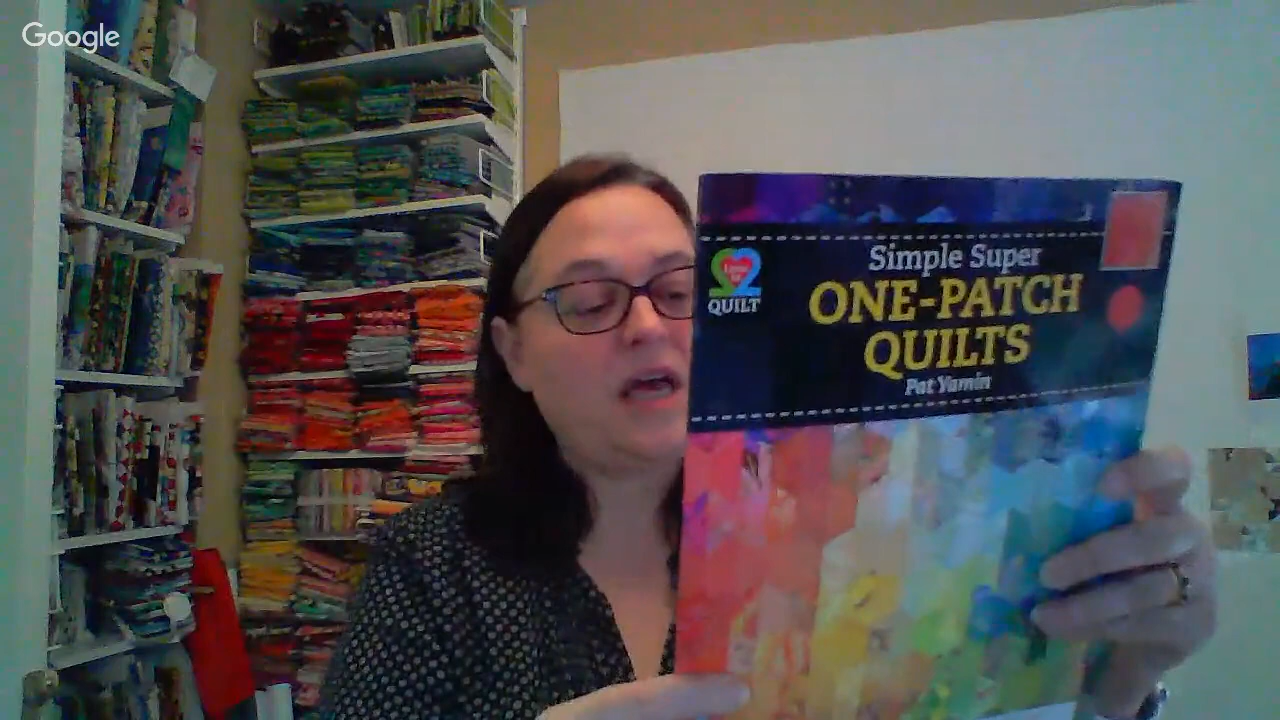 Google
Simple Super
ONE-PATCH
QUILTS
Pat Yamin
QUILT